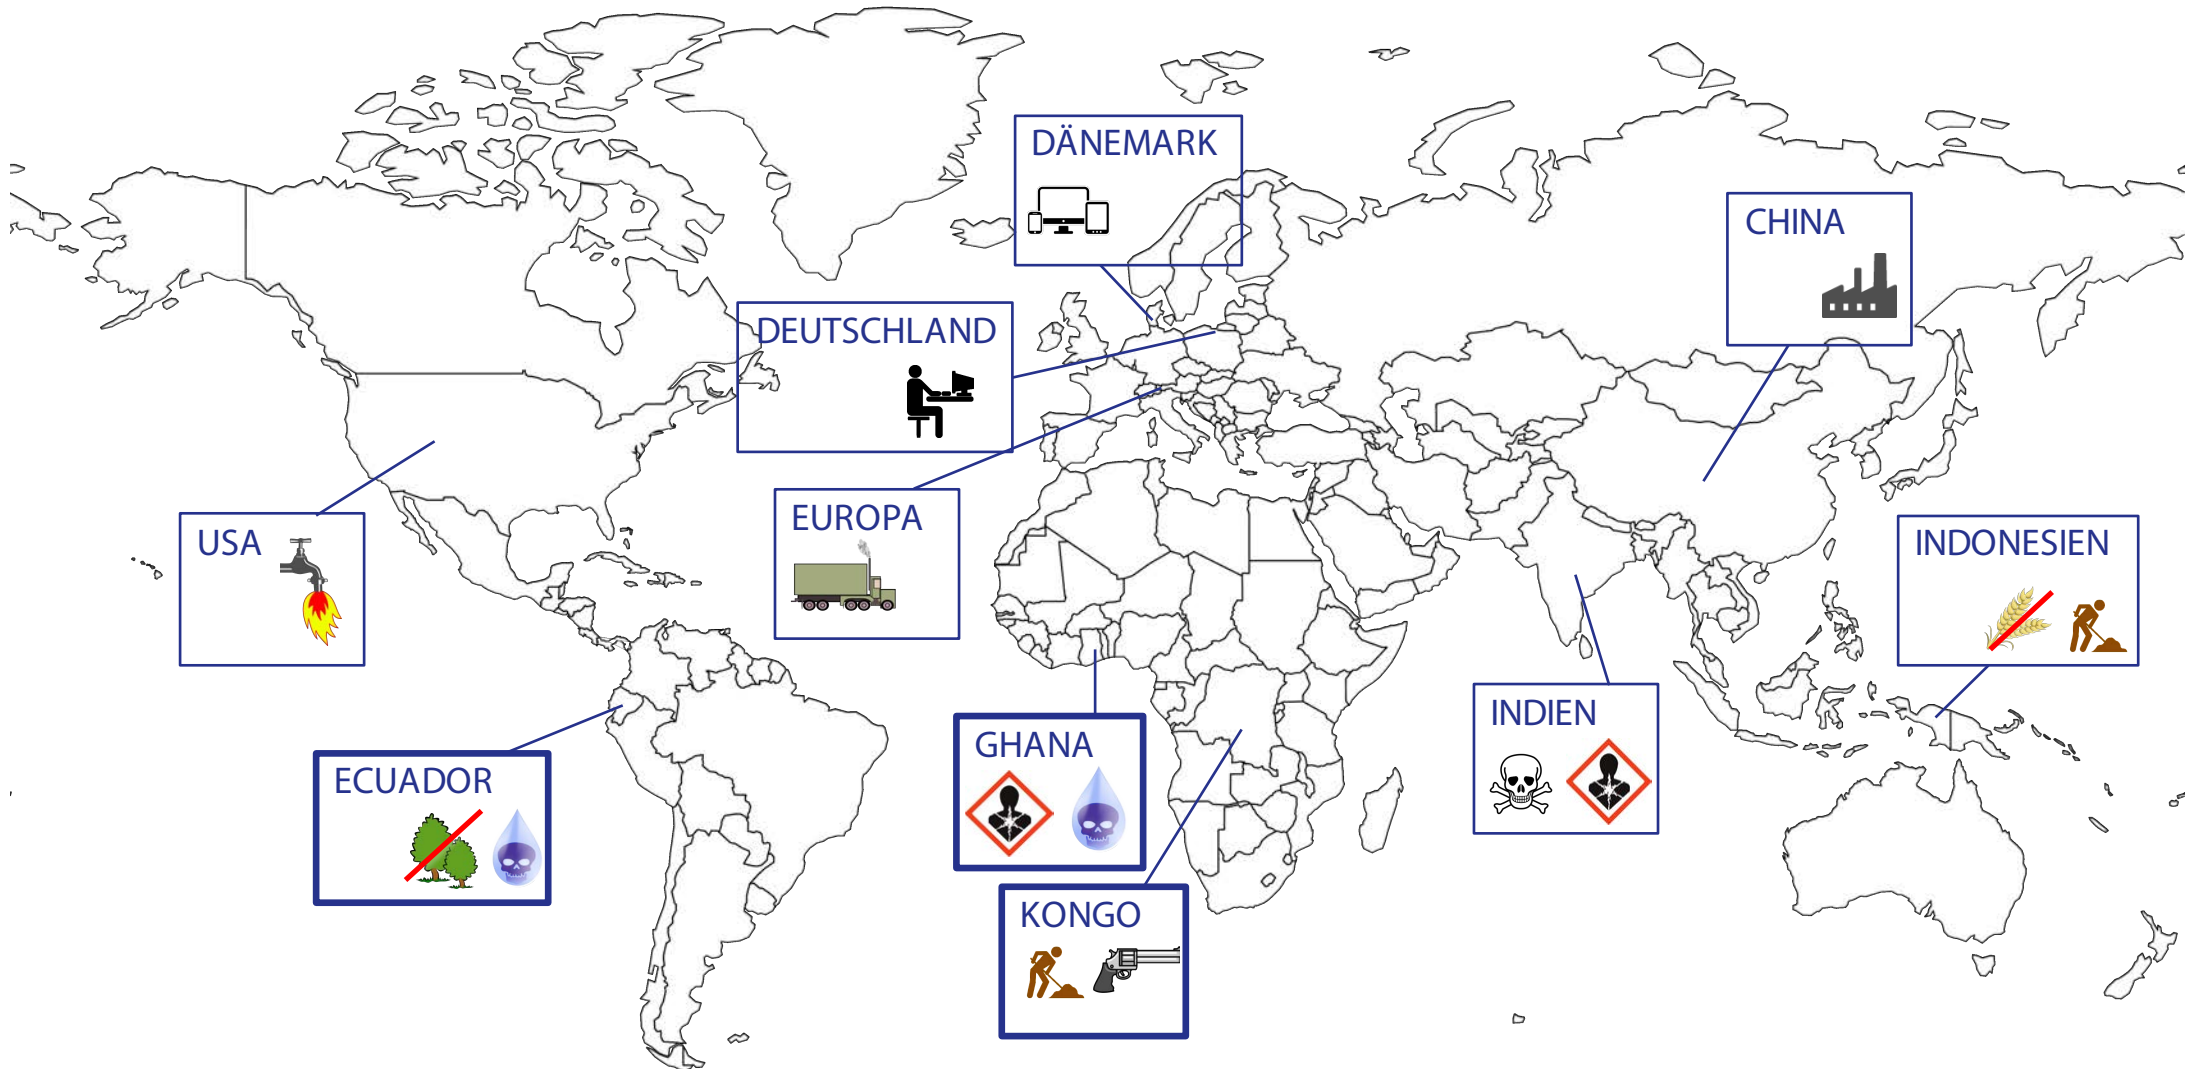 DÄNEMARK
CHINA
DEUTSCHLAND
EUROPA
USA
INDONESIEN
INDIEN
GHANA
ECUADOR
KONGO